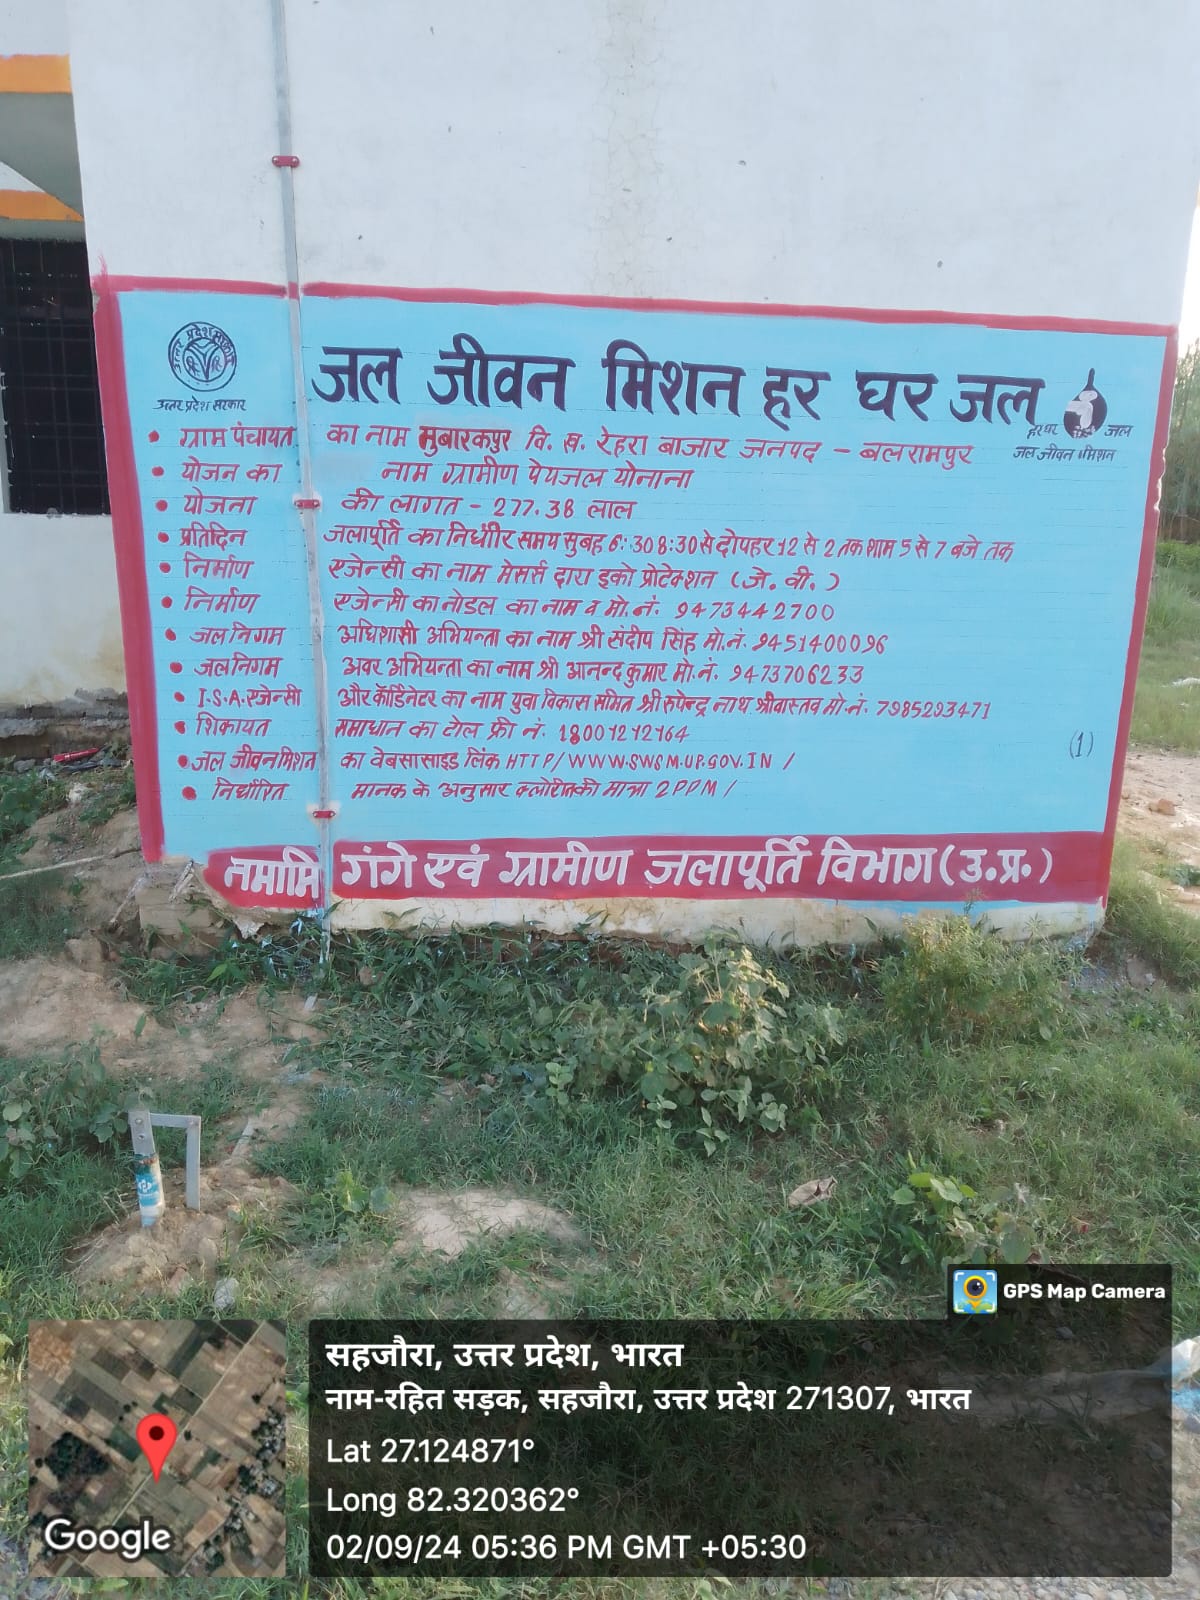 उत्तर प्रदेश सरकार
जल जीवन मिशन हर घर जल
हर घर जल
जल जीवन मिशन
• ग्राम पंचायत का नाम मुबारकपुर वि. ख. रेहरा बाजार जनपद - बलरामपुर
• योजन का नाम ग्रामीण पेयजल योनाना
• योजना की लागत - 277.38 लाल
• प्रतिदिन जलापूर्ति का निर्धारि समय सुबह 6:30 8:30 से दोपहर 12 से 2 तक शाम 5 से 7 बजे तक
• निर्माण एजेन्सी का नाम मेसर्स दारा इको प्रोटेक्शन (जे. वी.)
• निर्माण एजेन्सी का नोडल का नाम व मो. नं. 9473442700
• जल निगम अधिशासी अभियन्ता का नाम श्री संदीप सिंह मो. नं. 9451400096
• जल निगम अवर अभियन्ता का नाम श्री आनन्द कुमार मो. नं. 9473706233
• I.S.A. एजेन्सी और कॉर्डिनेटर का नाम युवा विकास समित श्री रुपेन्द्र नाथ श्रीवास्तव मो. नं. 7985293471
• शिकायत समाधान का टोल फ्री नं. 18001212164
• जल जीवन मिशन का वेबसासाइड लिंक HTTP/WWW.SWSM.UP.GOV.IN /
(1)
• निर्धारित मानक के अनुसार की मात्रा 2 PPM /
नमामि गंगे एवं ग्रामीण जलापूर्ति विभाग (उ.प्र.)
GPS Map Camera
सहजौरा, उत्तर प्रदेश, भारत
नाम-रहित सड़क, सहजौरा, उत्तर प्रदेश 271307, भारत
Lat 27.124871°
Long 82.320362°
02/09/24 05:36 PM GMT +05:30
Google